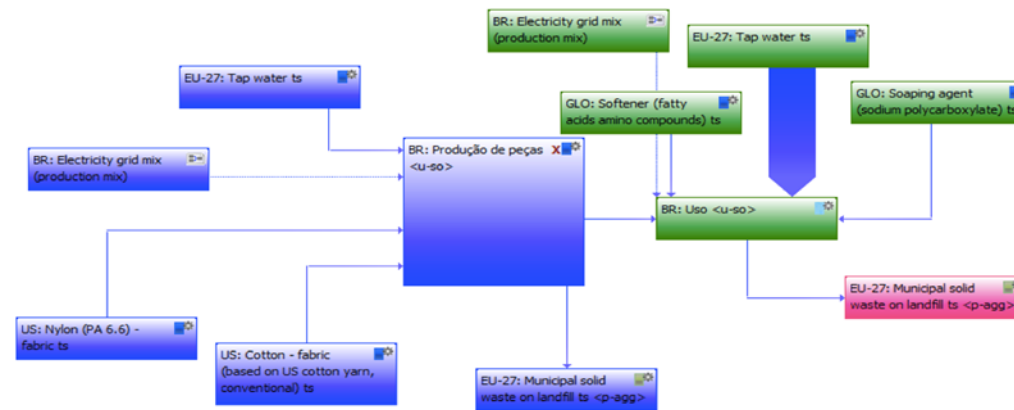 BR: Electricity grid mix
(production mix)
EU-27: Tap water ts
EU-27: Tap water ts
GLO: Softener (fatty
acids amino compounds) ts
GLO: Soaping agent
(sodium polycarboxylate) ts
BR: Electricity grid mix
(production mix)
BR: Produção de peças
<u-so>
X
BR: Uso <u-so>
EU-27: Municipal solid
waste on landfill ts <p-agg>
US: Nylon (PA 6.6) -
fabric ts
US: Cotton - fabric
(based on US cotton yarn,
conventional) ts
EU-27: Municipal solid
waste on landfill ts <p-agg>